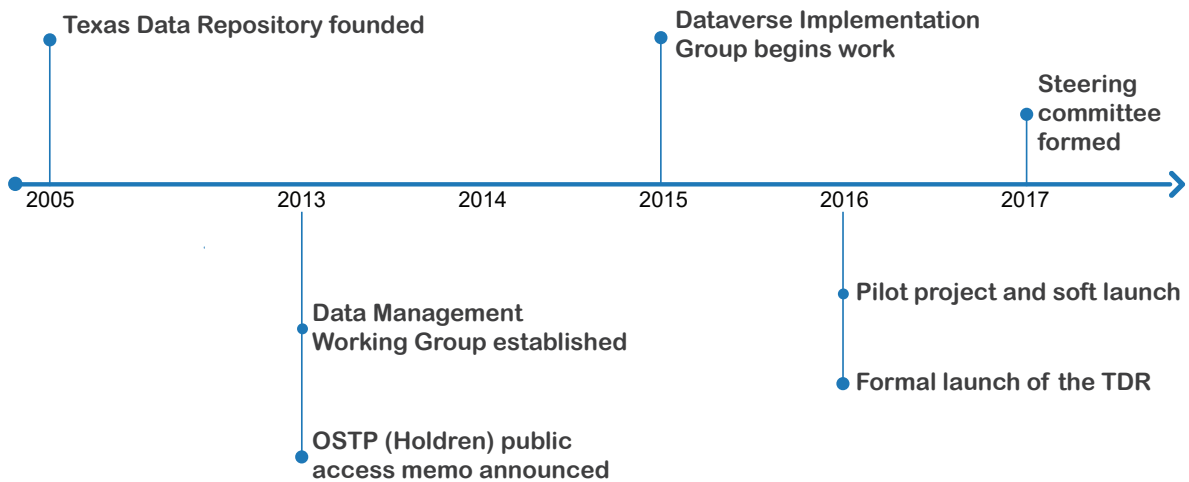 Texas Data Repository founded
Dataverse Implementation
Group begins work
Steering
committee
formed
2005
2013
2014
2015
2016
2017
Data Management
Working Group established
OSTP (Holdren) public
access memo announced
Pilot project and soft launch
Formal launch of the TDR